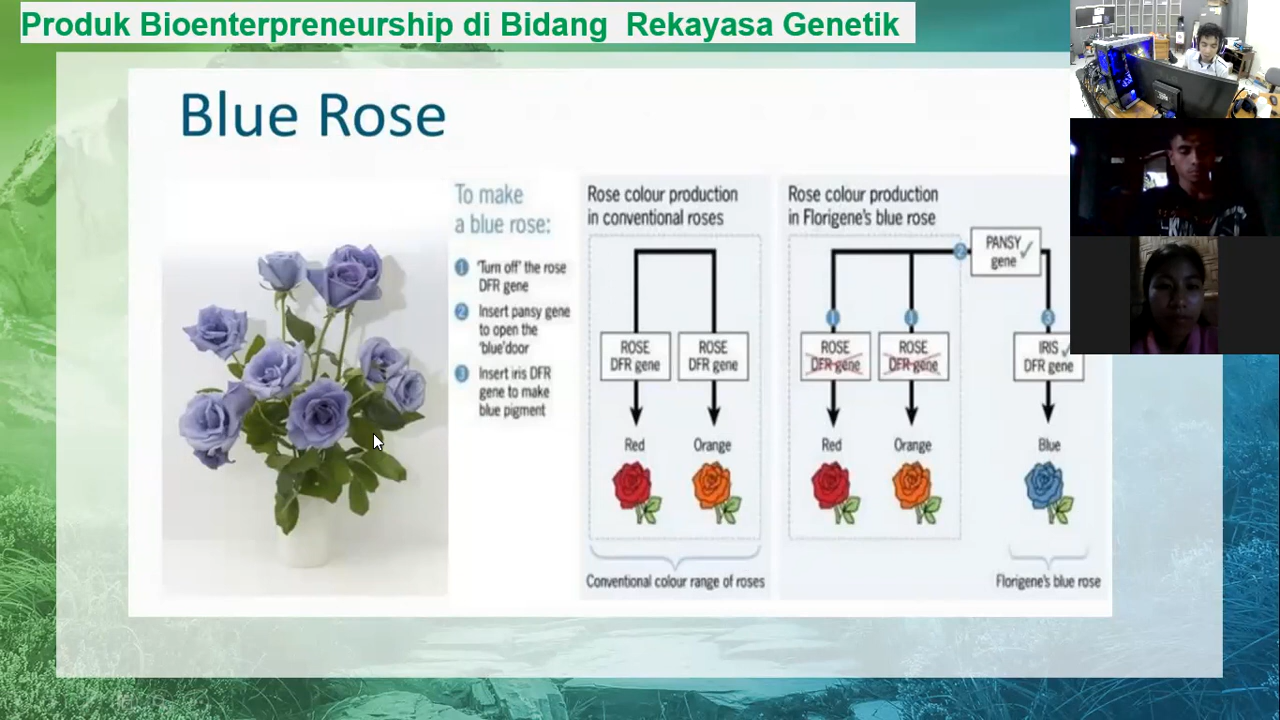 Produk Bioenterpreneurship di Bidang Rekayasa Genetik
Blue Rose
To make
a blue rose:
1 'Turn off' the rose
DFR gene
2 Insert pansy gene
to open the
'blue'door
3 Insert iris DFR
gene to make
blue pigment
Rose colour production
in conventional roses
ROSE
DFR gene
ROSE
DFR gene
Red
Orange
Conventional colour range of roses
Rose colour production
in Florigene's blue rose
2
PANSY
gene
1
1
3
ROSE
DFR gene
ROSE
DFR gene
IRIS
DFR gene
Red
Orange
Blue
Florigene's blue rose